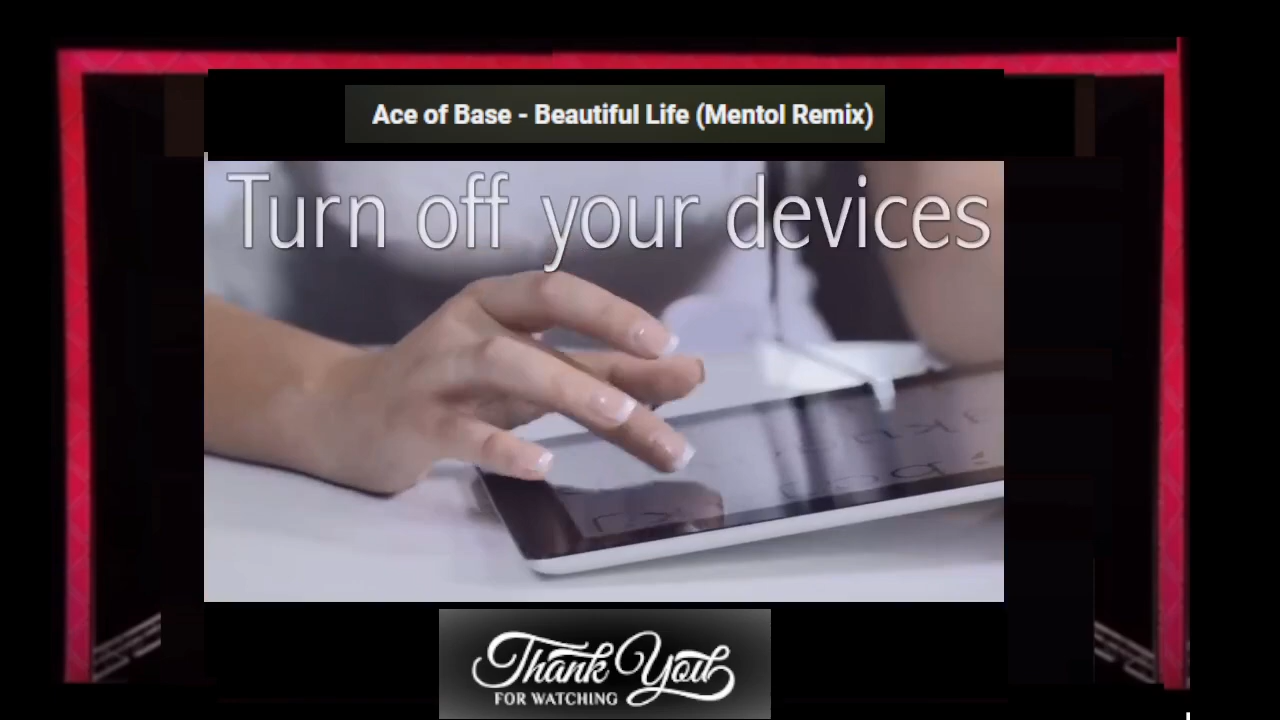 Ace of Base - Beautiful Life (Mentol Remix)
Turn off your devices
Thank You
FOR WATCHING